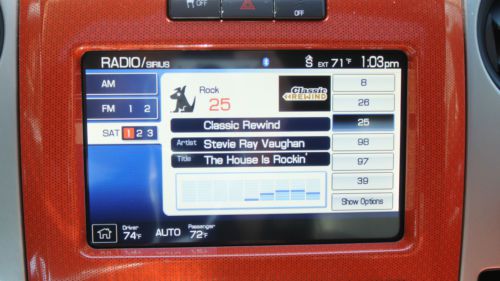 OFF
OFF
RADIO/SIRIUS
S EXT 71°F 1:03pm
AM
FM 1 2
SAT 1 2 3
Rock
25
Classic
REWIND
Classic Rewind
Artist Stevie Ray Vaughan
Title The House Is Rockin'
6
26
25
98
97
39
Show Options
Driver
74°F
AUTO
Passenger
72°F